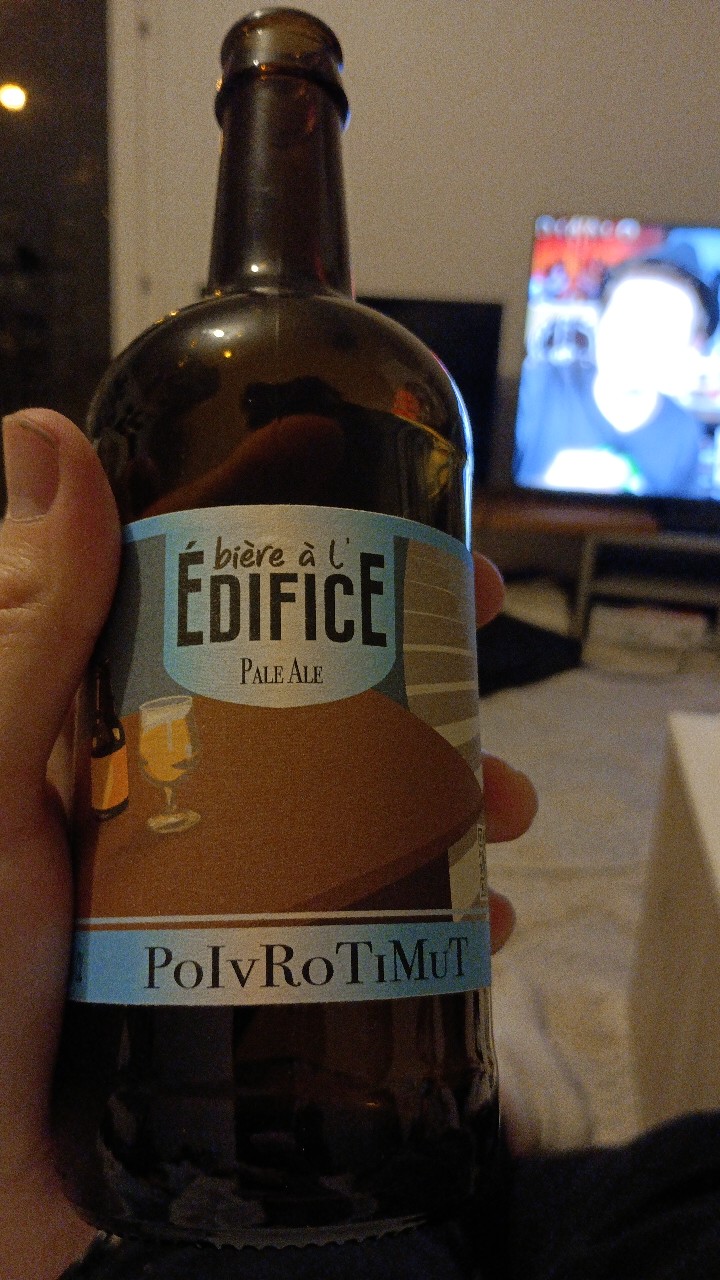 bière à l'
ÉDIFICE
PALE ALE
PoIvRoTiMuT